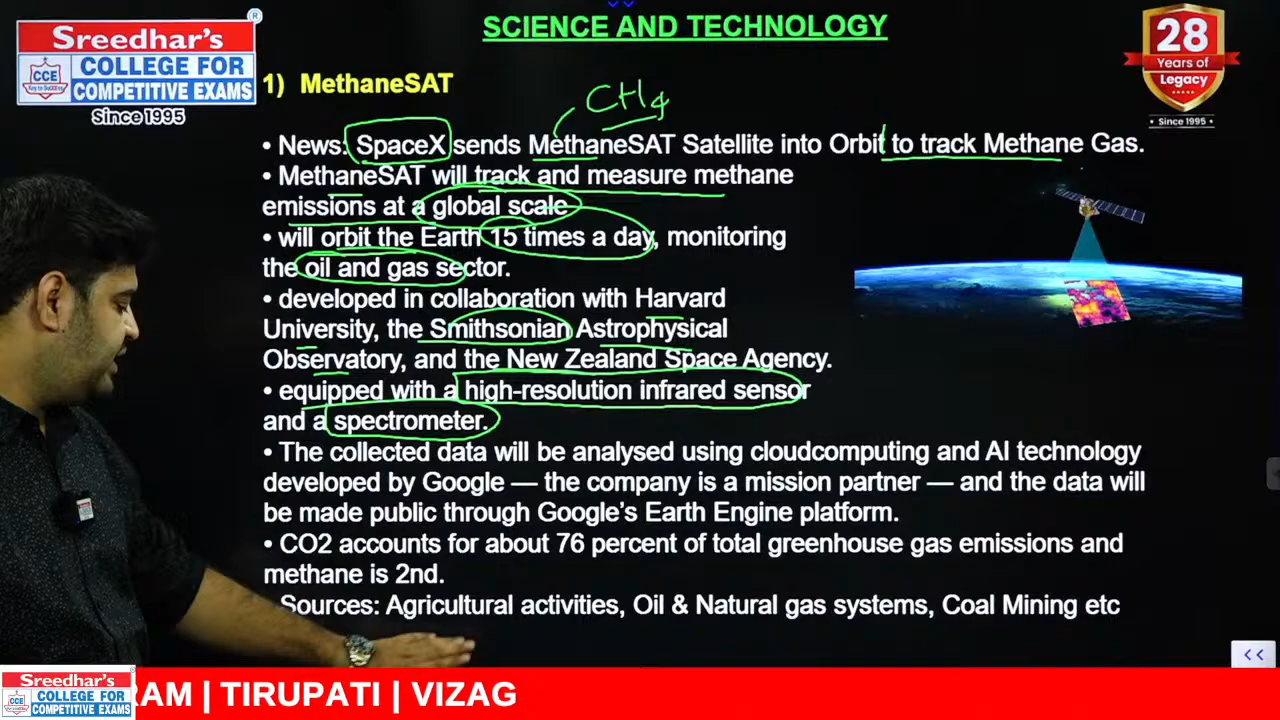 SCIENCE AND TECHNOLOGY
®
Sreedhar's
CCE
Key to SuCCEss
COLLEGE FOR
COMPETITIVE EXAMS
Since 1995
28
Years of
Legacy
• Since 1995 •
1) MethaneSAT
CH4
• News: SpaceX sends MethaneSAT Satellite into Orbit to track Methane Gas.
• MethaneSAT will track and measure methane
emissions at a global scale
• will orbit the Earth 15 times a day, monitoring
the oil and gas sector.
• developed in collaboration with Harvard
University, the Smithsonian Astrophysical
Observatory, and the New Zealand Space Agency.
• equipped with a high-resolution infrared sensor
and a spectrometer.
• The collected data will be analysed using cloudcomputing and AI technology
developed by Google — the company is a mission partner — and the data will
be made public through Google's Earth Engine platform.
• CO2 accounts for about 76 percent of total greenhouse gas emissions and
methane is 2nd.
Sources: Agricultural activities, Oil & Natural gas systems, Coal Mining etc
<<
Sreedhar's
CCE
COLLEGE FOR
COMPETITIVE EXAMS
RAM | TIRUPATI | VIZAG